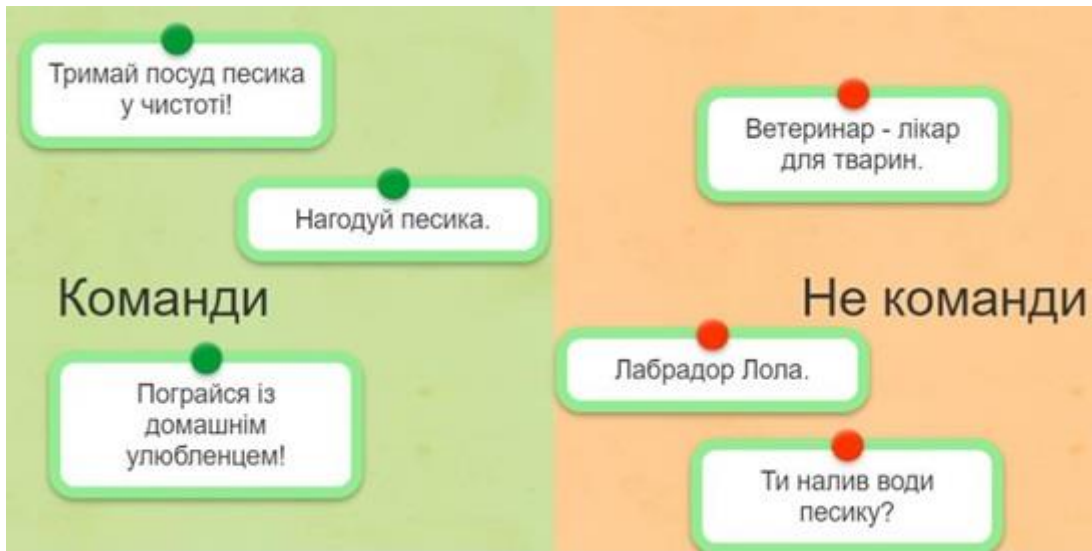 Тримай посуд песика
у чистоті!
Нагодуй песика.
Команди
Пограйся із
домашнім
улюбленцем!
Ветеринар - лікар
для тварин.
Не команди
Лабрадор Лола.
Ти налив води
песику?